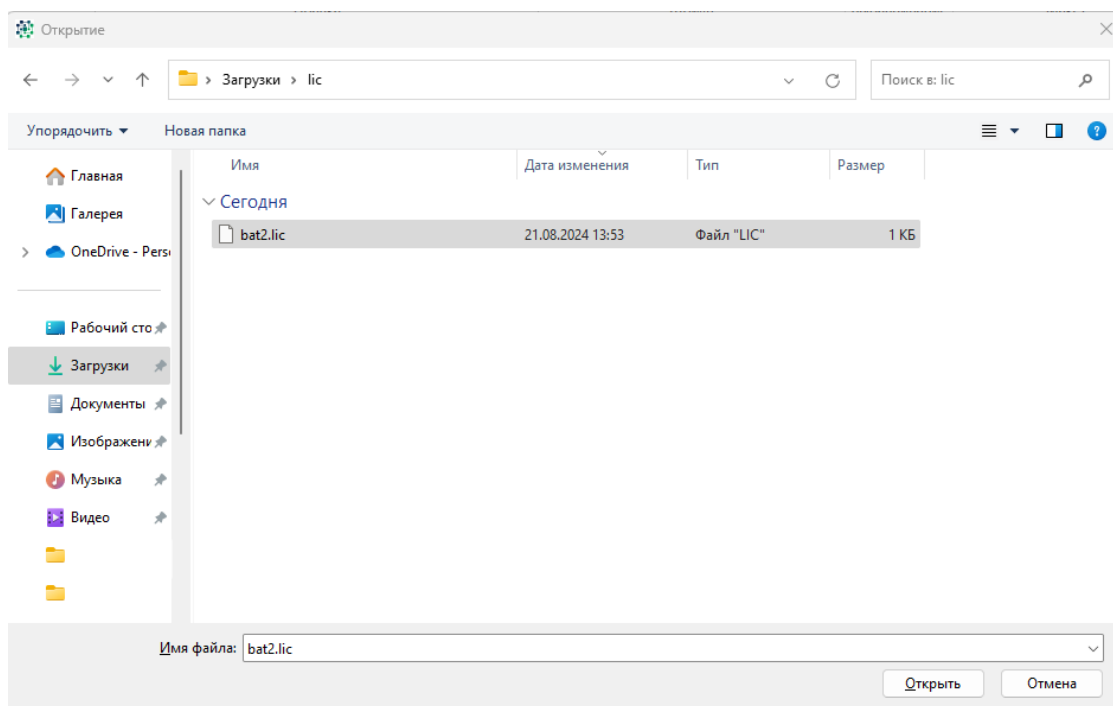 Открытие
Загрузки > lic
Поиск в: lic
Упорядочить
Новая папка
Имя
Дата изменения
Тип
Размер
Главная
Галерея
OneDrive - Pers
Рабочий сто
Загрузки
Документы
Изображени
Музыка
Видео
Сегодня
bat2.lic
21.08.2024 13:53
Файл "LIC"
1 КБ
Имя файла:
bat2.lic
Открыть
Отмена